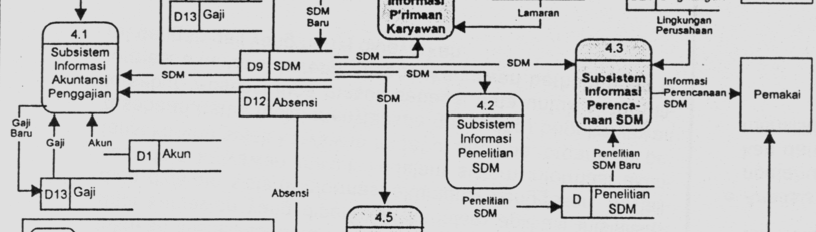 D13 Gaji
SDM
Baru
Informasi
P'rimaan
Karyawan
Lamaran
Lingkungan
Perusahaan
4.1
Subsistem
Informasi
Akuntansi
Penggajian
SDM
D9 SDM
SDM
SDM
SDM
4.3
Subsistem
Informasi
Perenca-
naan SDM
Informasi
Perencanaan
SDM
Pemakai
D12 Absensi
SDM
4.2
Subsistem
Informasi
Penelitian
SDM
Gaji
Baru
Gaji
Akun
D1 Akun
Penelitian
SDM Baru
D13 Gaji
Absensi
Penelitian
SDM
D Penelitian
SDM
4.5